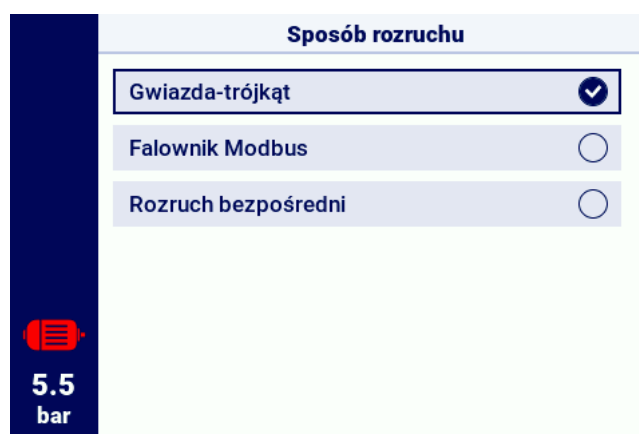 Sposób rozruchu
Gwiazda-trójkąt
Falownik Modbus
Rozruch bezpośredni
5.5
bar